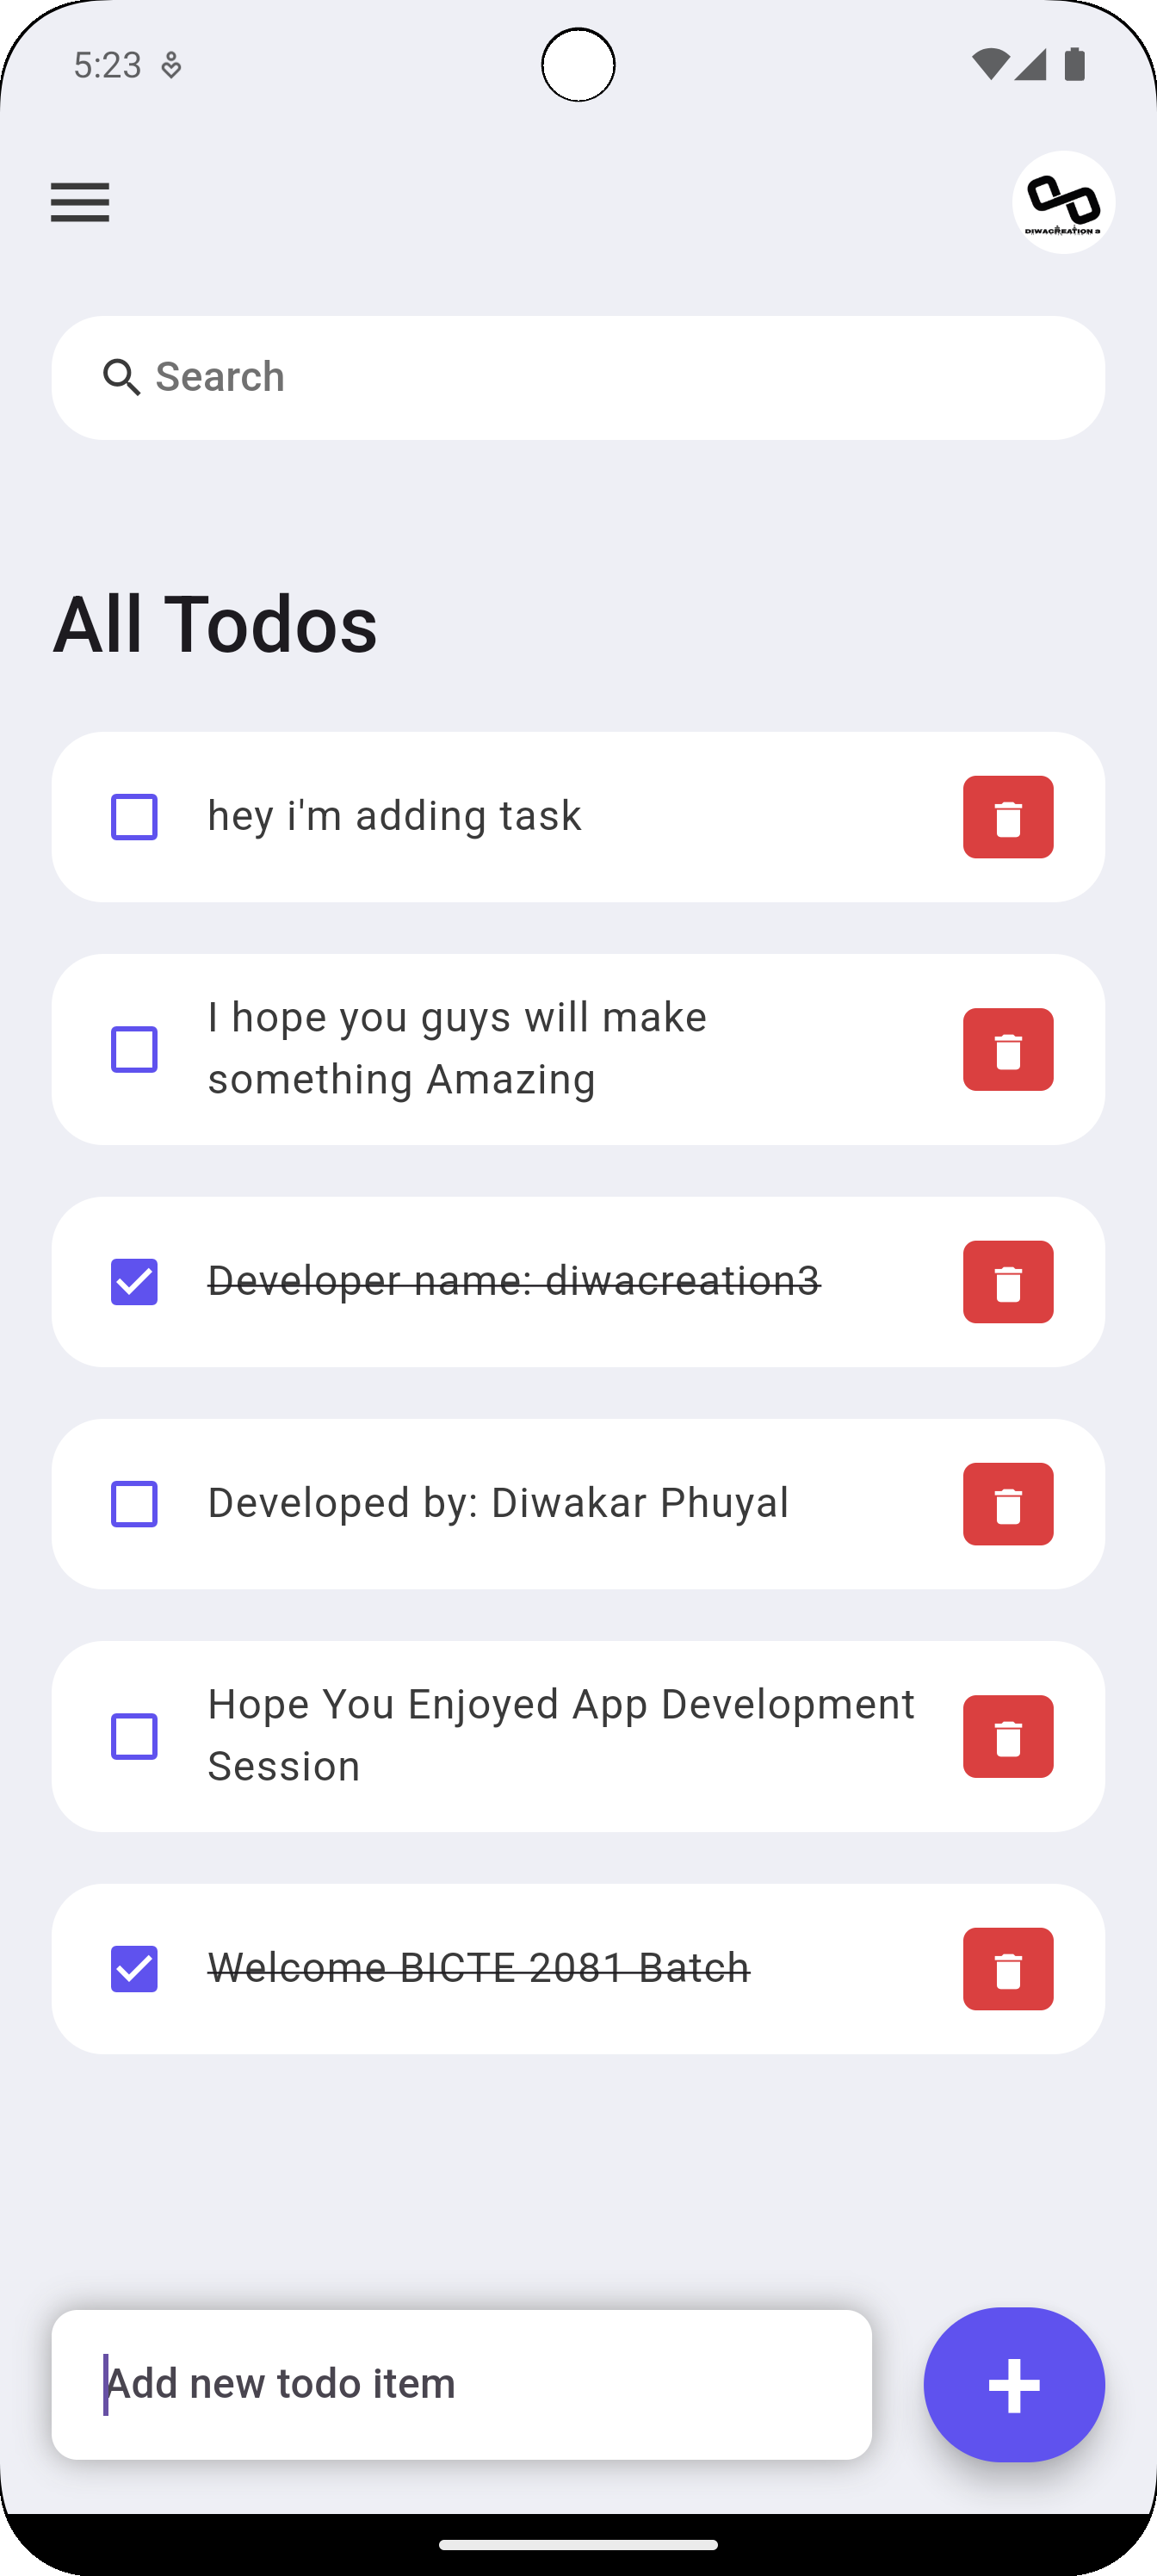 5:23
DIWACREATION 3
Search
All Todos
hey i'm adding task
I hope you guys will make
something Amazing
Developer name: diwacreation3
Developed by: Diwakar Phuyal
Hope You Enjoyed App Development
Session
Welcome BICTE 2081 Batch
Add new todo item